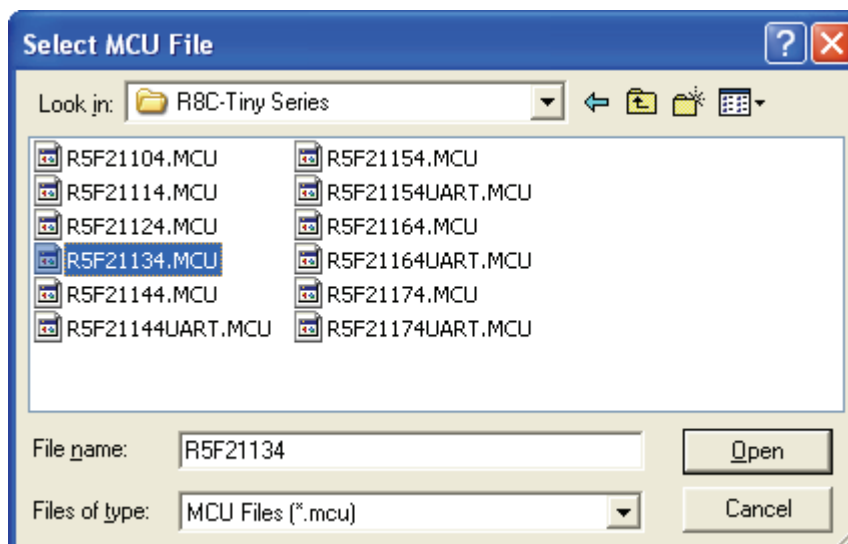 Select MCU File
Look in: R8C-Tiny Series
R5F21104.MCU R5F21154.MCU
R5F21114.MCU R5F21154UART.MCU
R5F21124.MCU R5F21164.MCU
R5F21134.MCU R5F21164UART.MCU
R5F21144.MCU R5F21174.MCU
R5F21144UART.MCU R5F21174UART.MCU
File name: R5F21134 Open
Files of type: MCU Files (*.mcu) Cancel